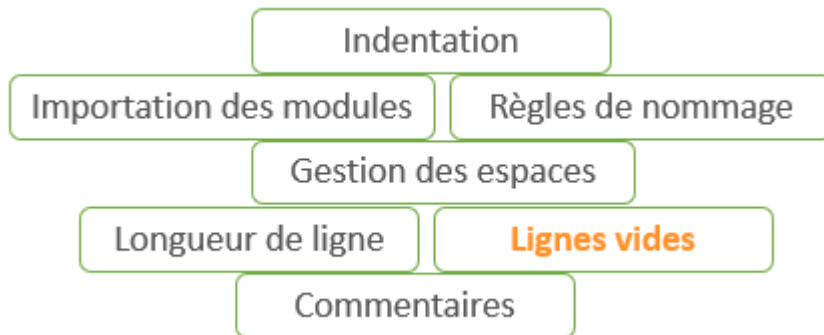 Indentation
Importation des modules
Règles de nommage
Gestion des espaces
Longueur de ligne
Lignes vides
Commentaires